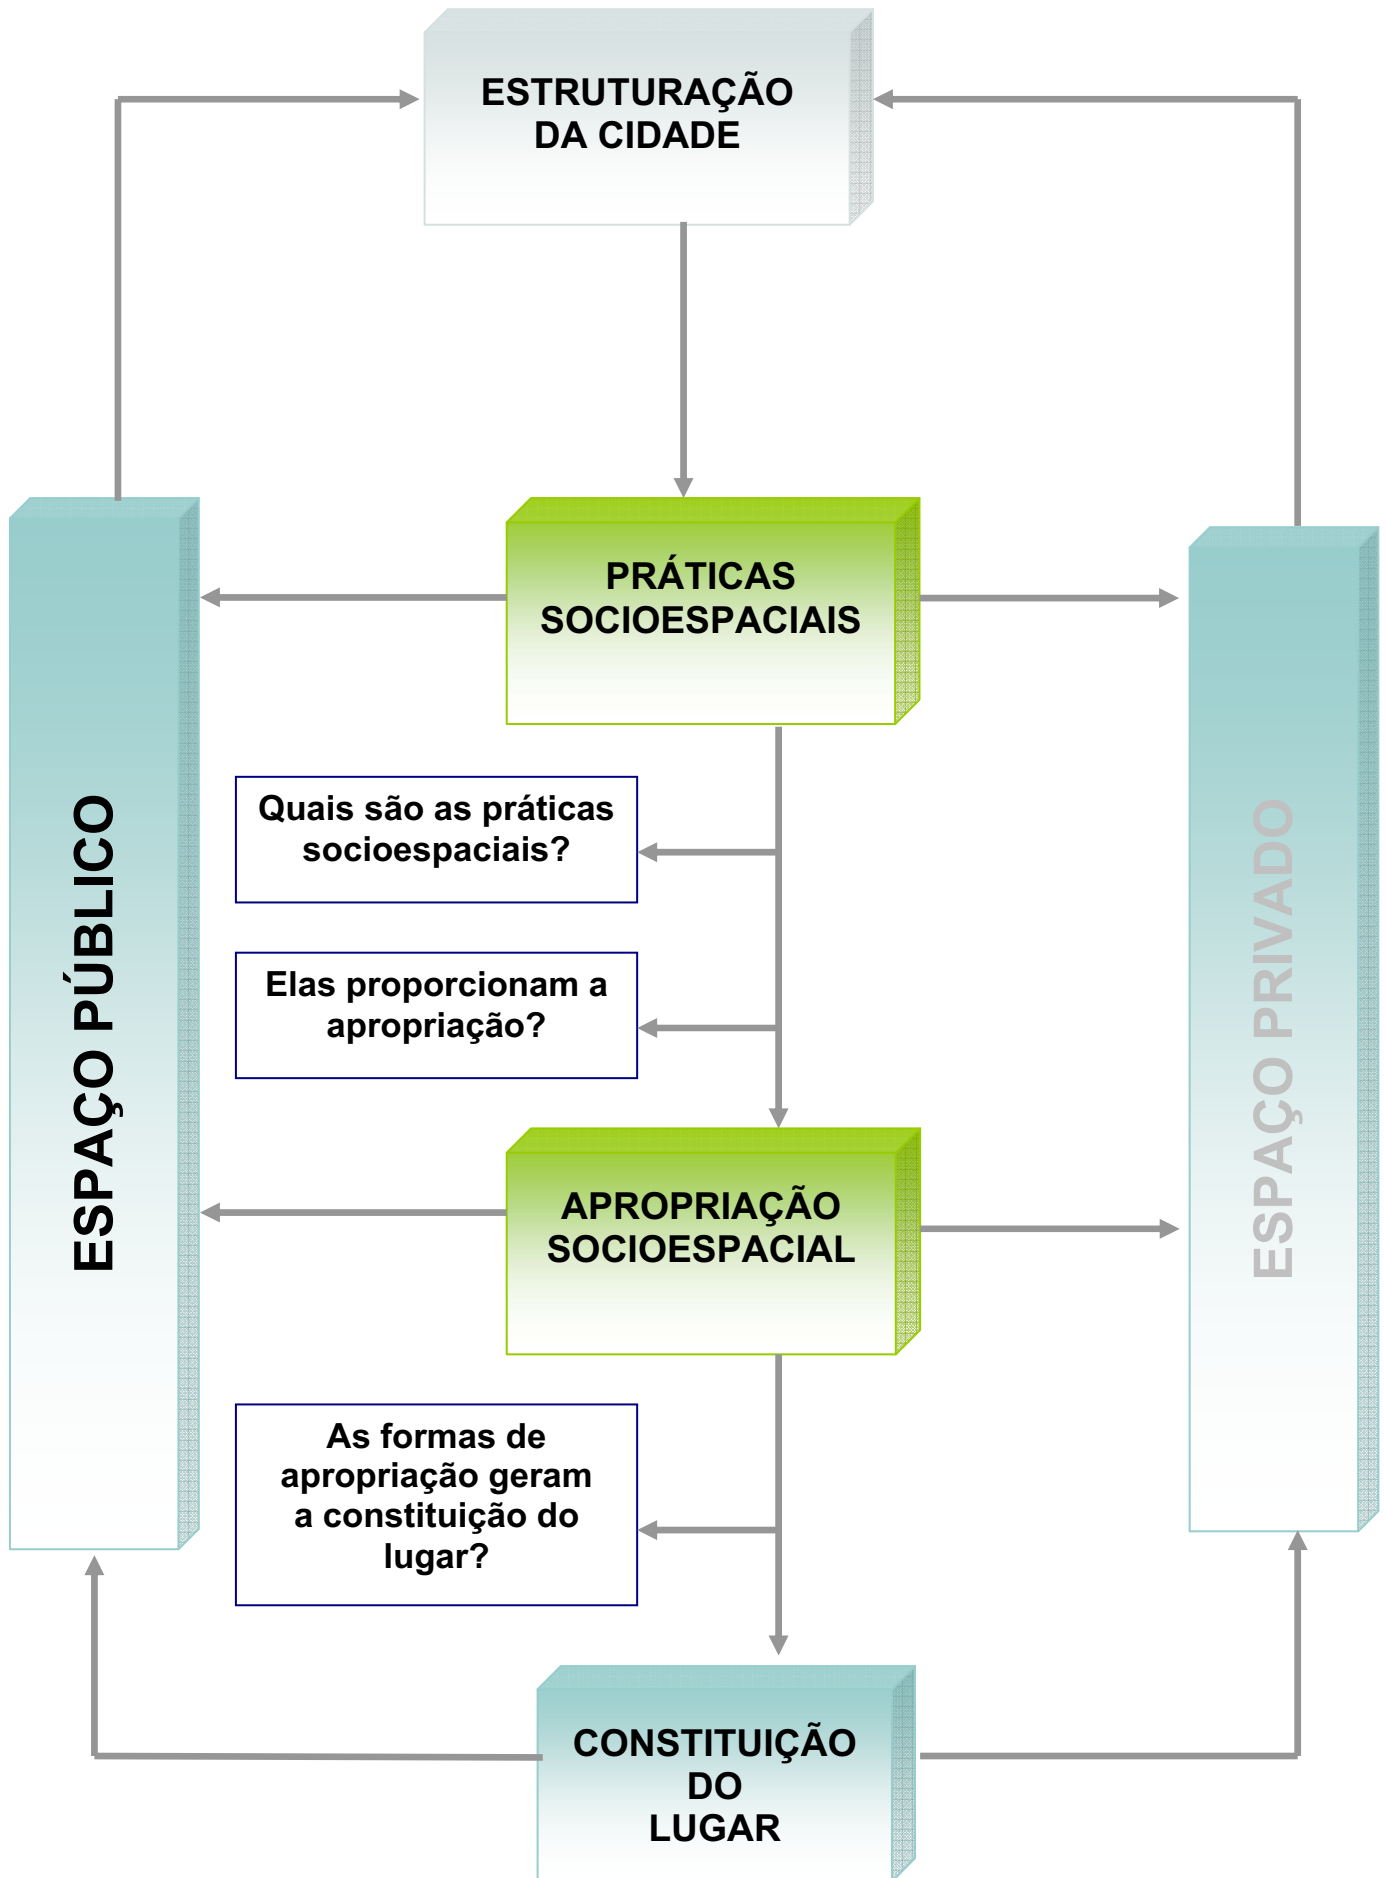 ESTRUTURAÇÃO
DA CIDADE
PRÁTICAS
SOCIOESPACIAIS
ESPAÇO PÚBLICO
ESPAÇO PRIVADO
Quais são as práticas
socioespaciais?
Elas proporcionam a
apropriação?
APROPRIAÇÃO
SOCIOESPACIAL
As formas de
apropriação geram
a constituição do
lugar?
CONSTITUIÇÃO
DO
LUGAR